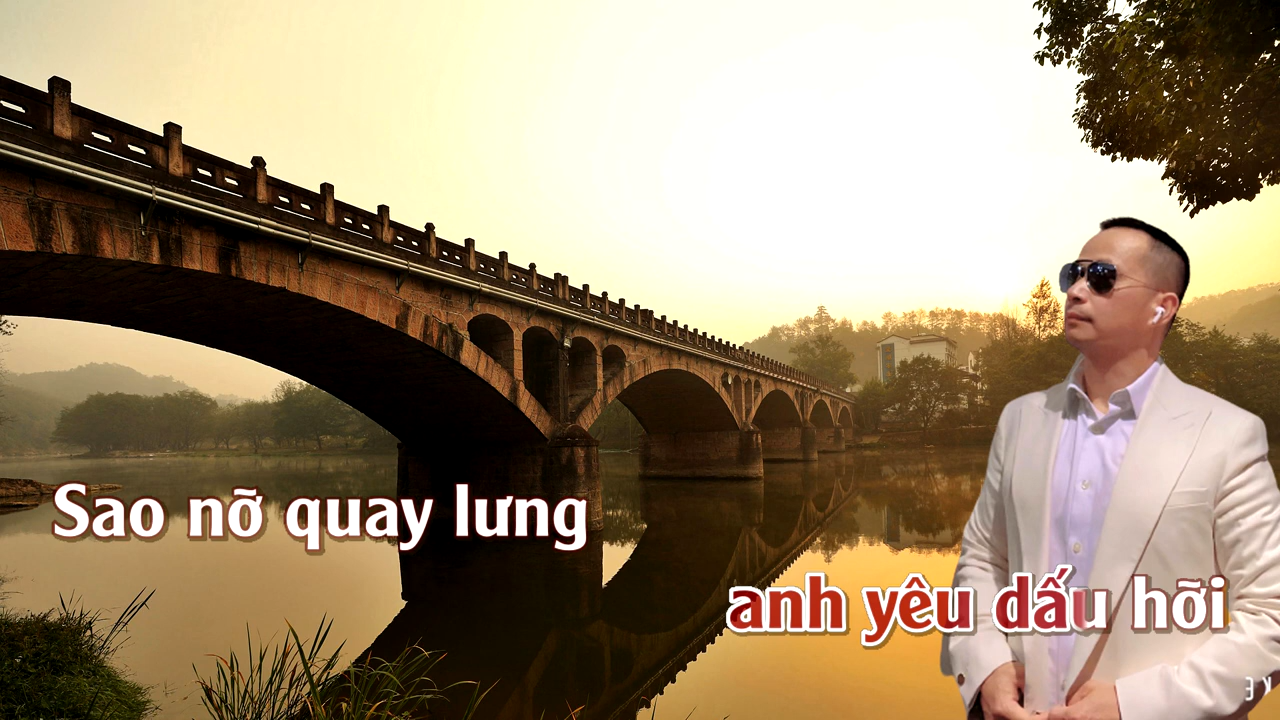 Sao nỡ quay lưng
anh yêu dấu hỡi